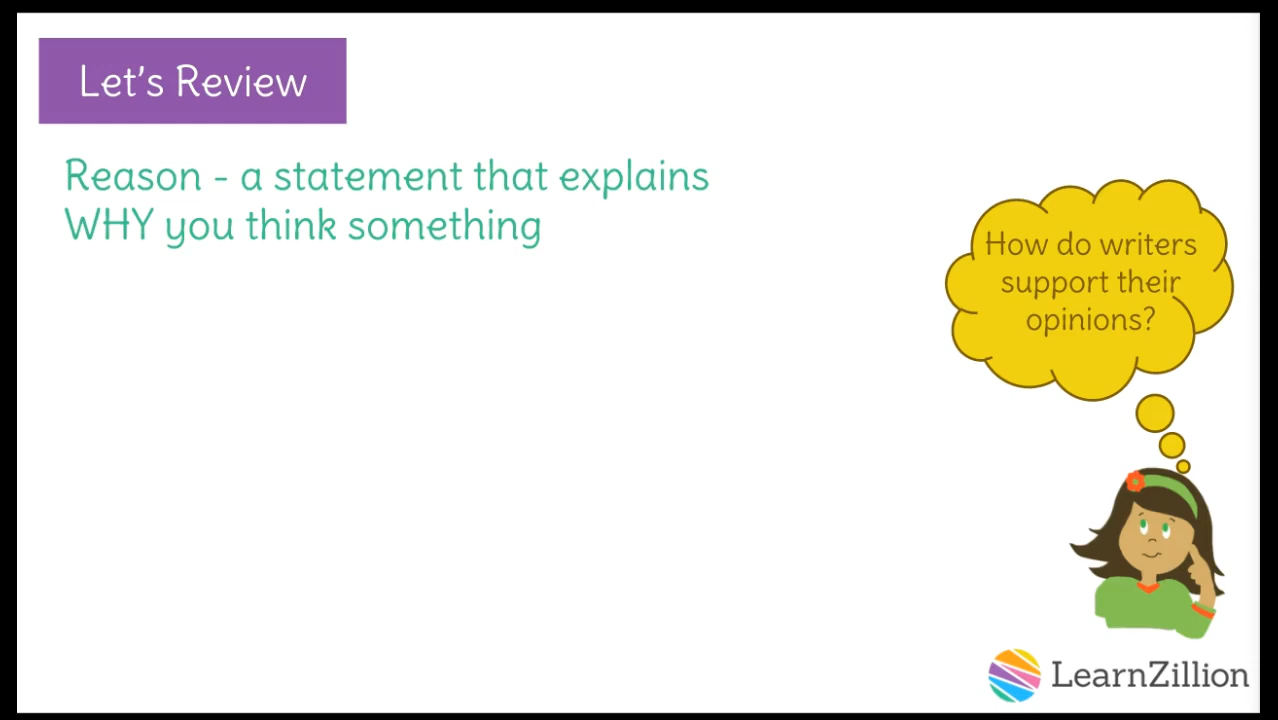 Let's Review
Reason - a statement that explains
WHY you think something
How do writers
support their
opinions?
LearnZillion